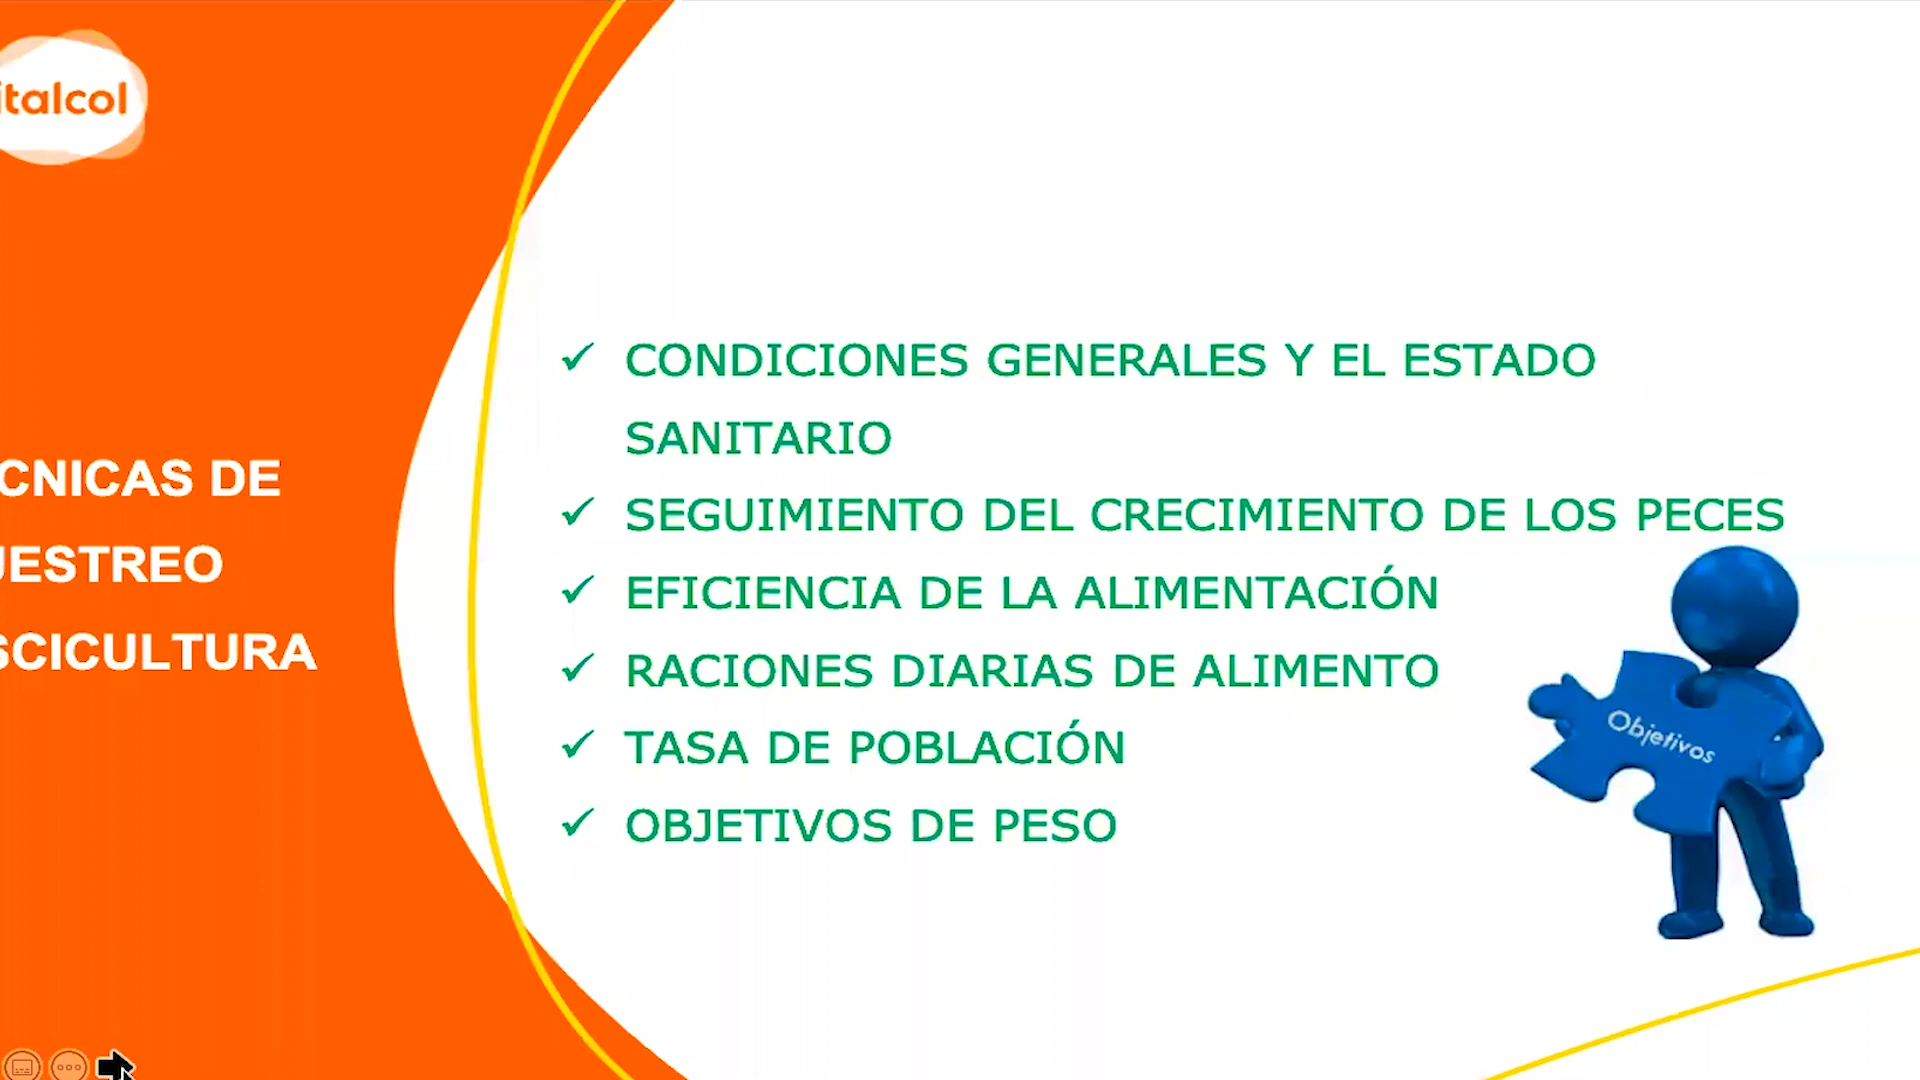 italcol
CNICAS DE
UESTREO
SCICULTURA
✓ CONDICIONES GENERALES Y EL ESTADO
SANITARIO
✓ SEGUIMIENTO DEL CRECIMIENTO DE LOS PECES
✓ EFICIENCIA DE LA ALIMENTACIÓN
✓ RACIONES DIARIAS DE ALIMENTO
✓ TASA DE POBLACIÓN
✓ OBJETIVOS DE PESO
Objetivos